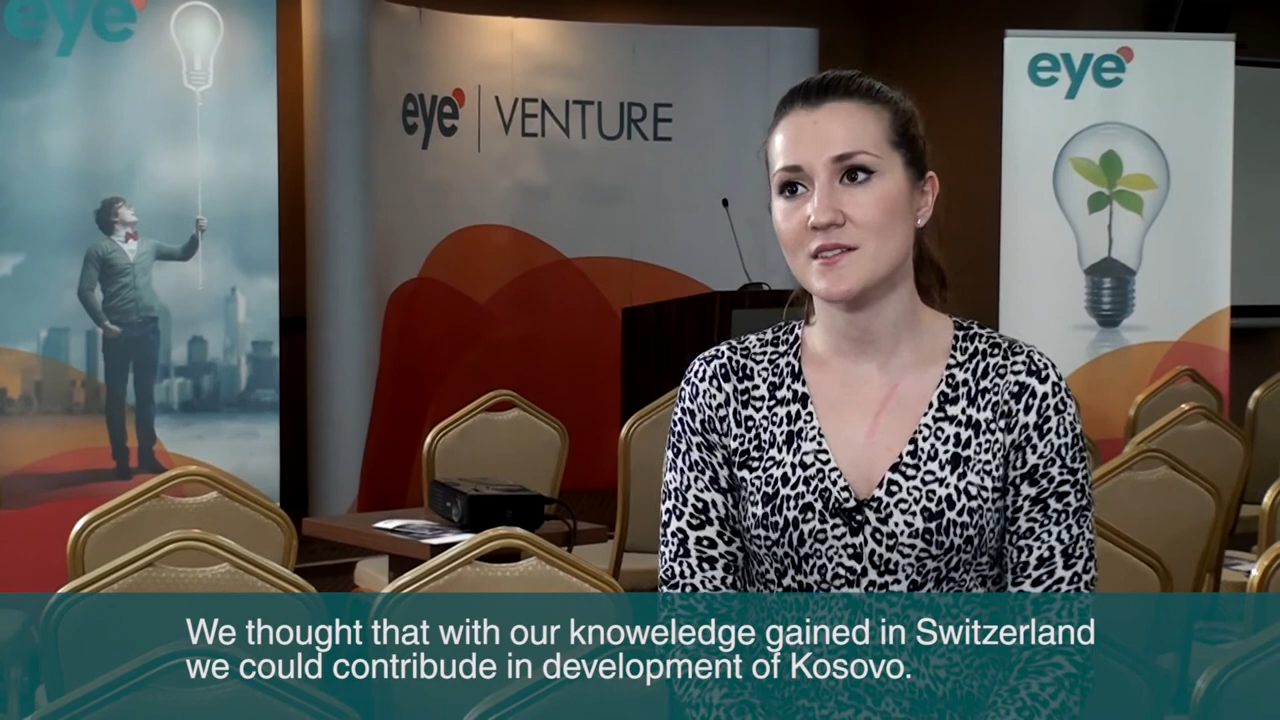 eye
eye | VENTURE
eye
We thought that with our knoweledge gained in Switzerland
we could contribude in development of Kosovo.